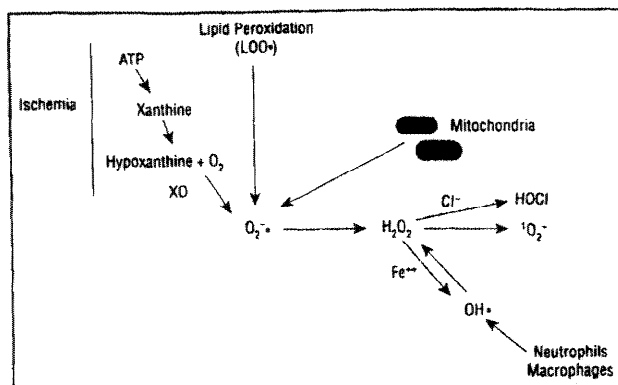 Lipid Peroxidation
(LOO•)
ATP
Ischemia
Xanthine
Mitochondria
Hypoxanthine + O₂
XO
Cl⁻
HOCl
O₂⁻•
H₂O₂
¹O₂⁻
Fe⁺⁺
OH•
Neutrophils
Macrophages